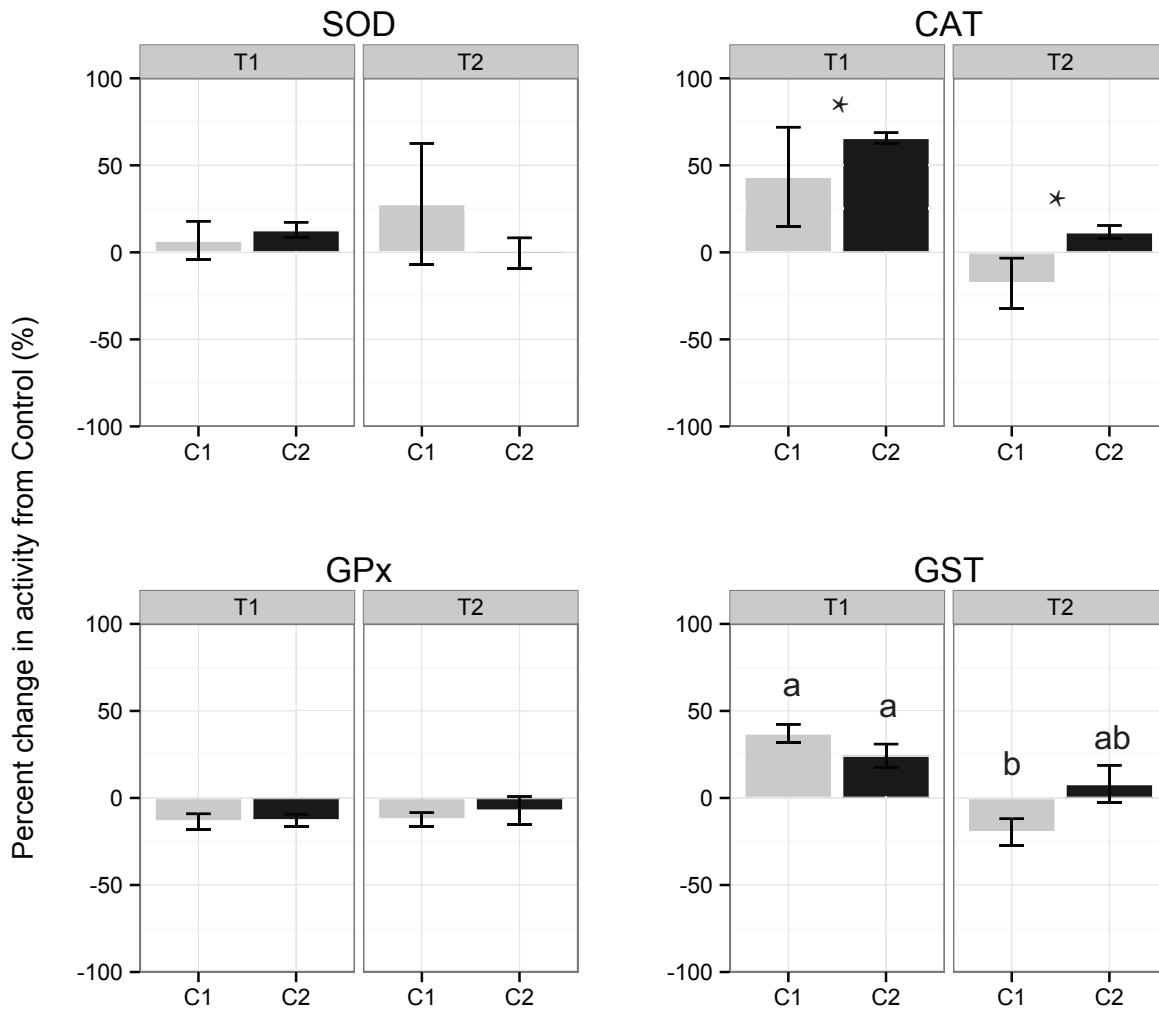 Percent change in activity from Control (%)
SOD
T1 T2
100
50
0
-50
-100
C1 C2 C1 C2
CAT
T1 T2
100
50
0
-50
-100
* *
C1 C2 C1 C2
GPx
T1 T2
100
50
0
-50
-100
C1 C2 C1 C2
GST
T1 T2
100
50
0
-50
-100
a a b ab
C1 C2 C1 C2